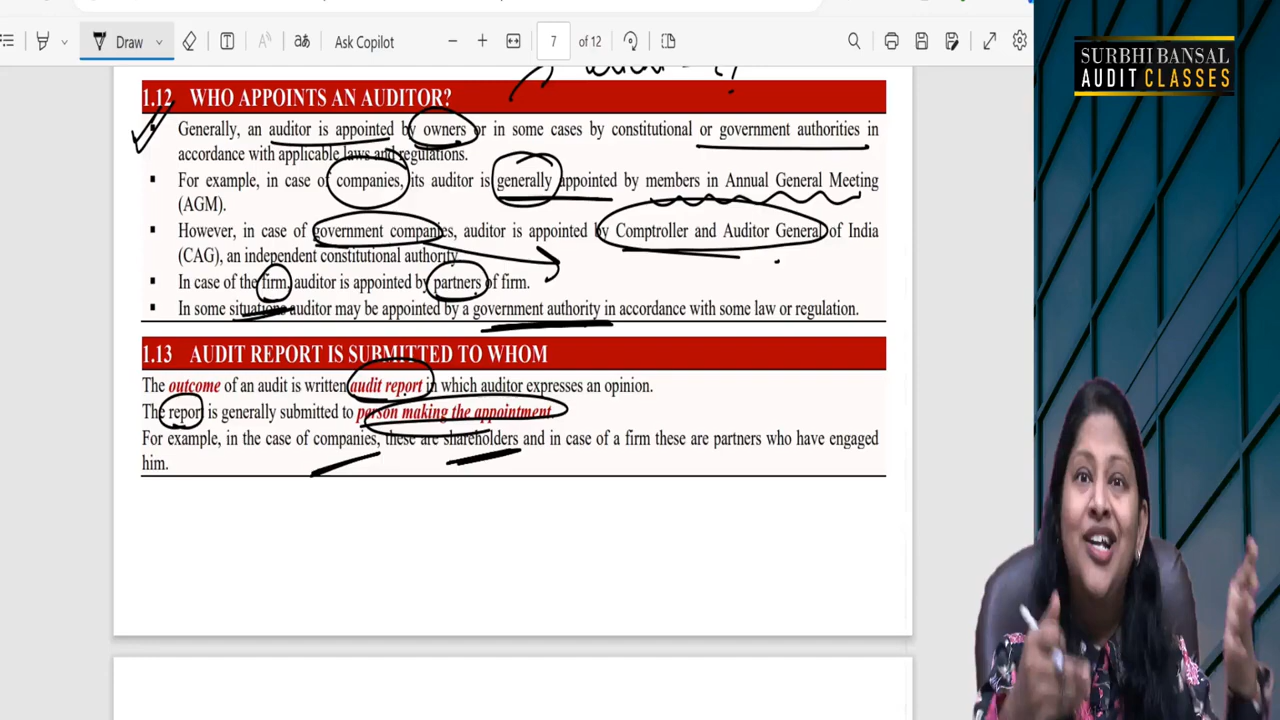 Draw
Ask Copilot
7 of 12
SURBHI BANSAL
AUDIT CLASSES
1.12 WHO APPOINTS AN AUDITOR?
Generally, an auditor is appointed by owners or in some cases by constitutional or government authorities in
accordance with applicable laws and regulations.
▪ For example, in case of companies, its auditor is generally appointed by members in Annual General Meeting
(AGM).
▪ However, in case of government companies, auditor is appointed by Comptroller and Auditor General of India
(CAG), an independent constitutional authority
▪ In case of the firm, auditor is appointed by partners of firm.
▪ In some situations auditor may be appointed by a government authority in accordance with some law or regulation.
1.13 AUDIT REPORT IS SUBMITTED TO WHOM
The outcome of an audit is written audit report in which auditor expresses an opinion.
The report is generally submitted to person making the appointment.
For example, in the case of companies, these are shareholders and in case of a firm these are partners who have engaged
him.